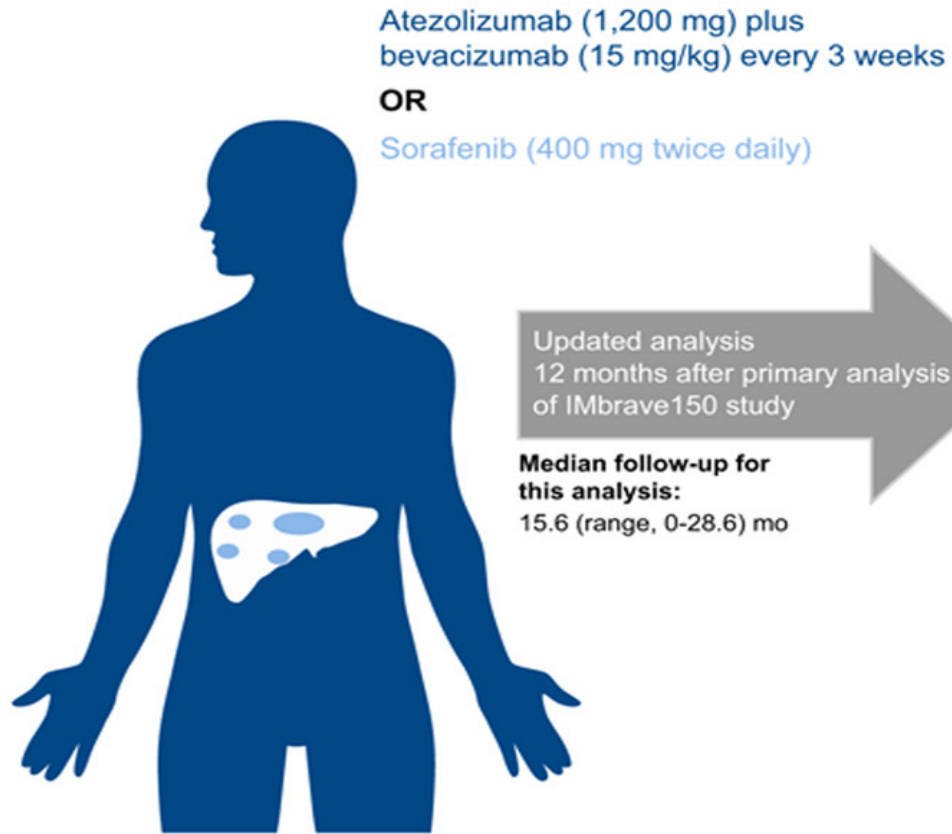 Atezolizumab (1,200 mg) plus
bevacizumab (15 mg/kg) every 3 weeks
OR
Sorafenib (400 mg twice daily)
Updated analysis
12 months after primary analysis
of IMbrave150 study
Median follow-up for
this analysis:
15.6 (range, 0-28.6) mo